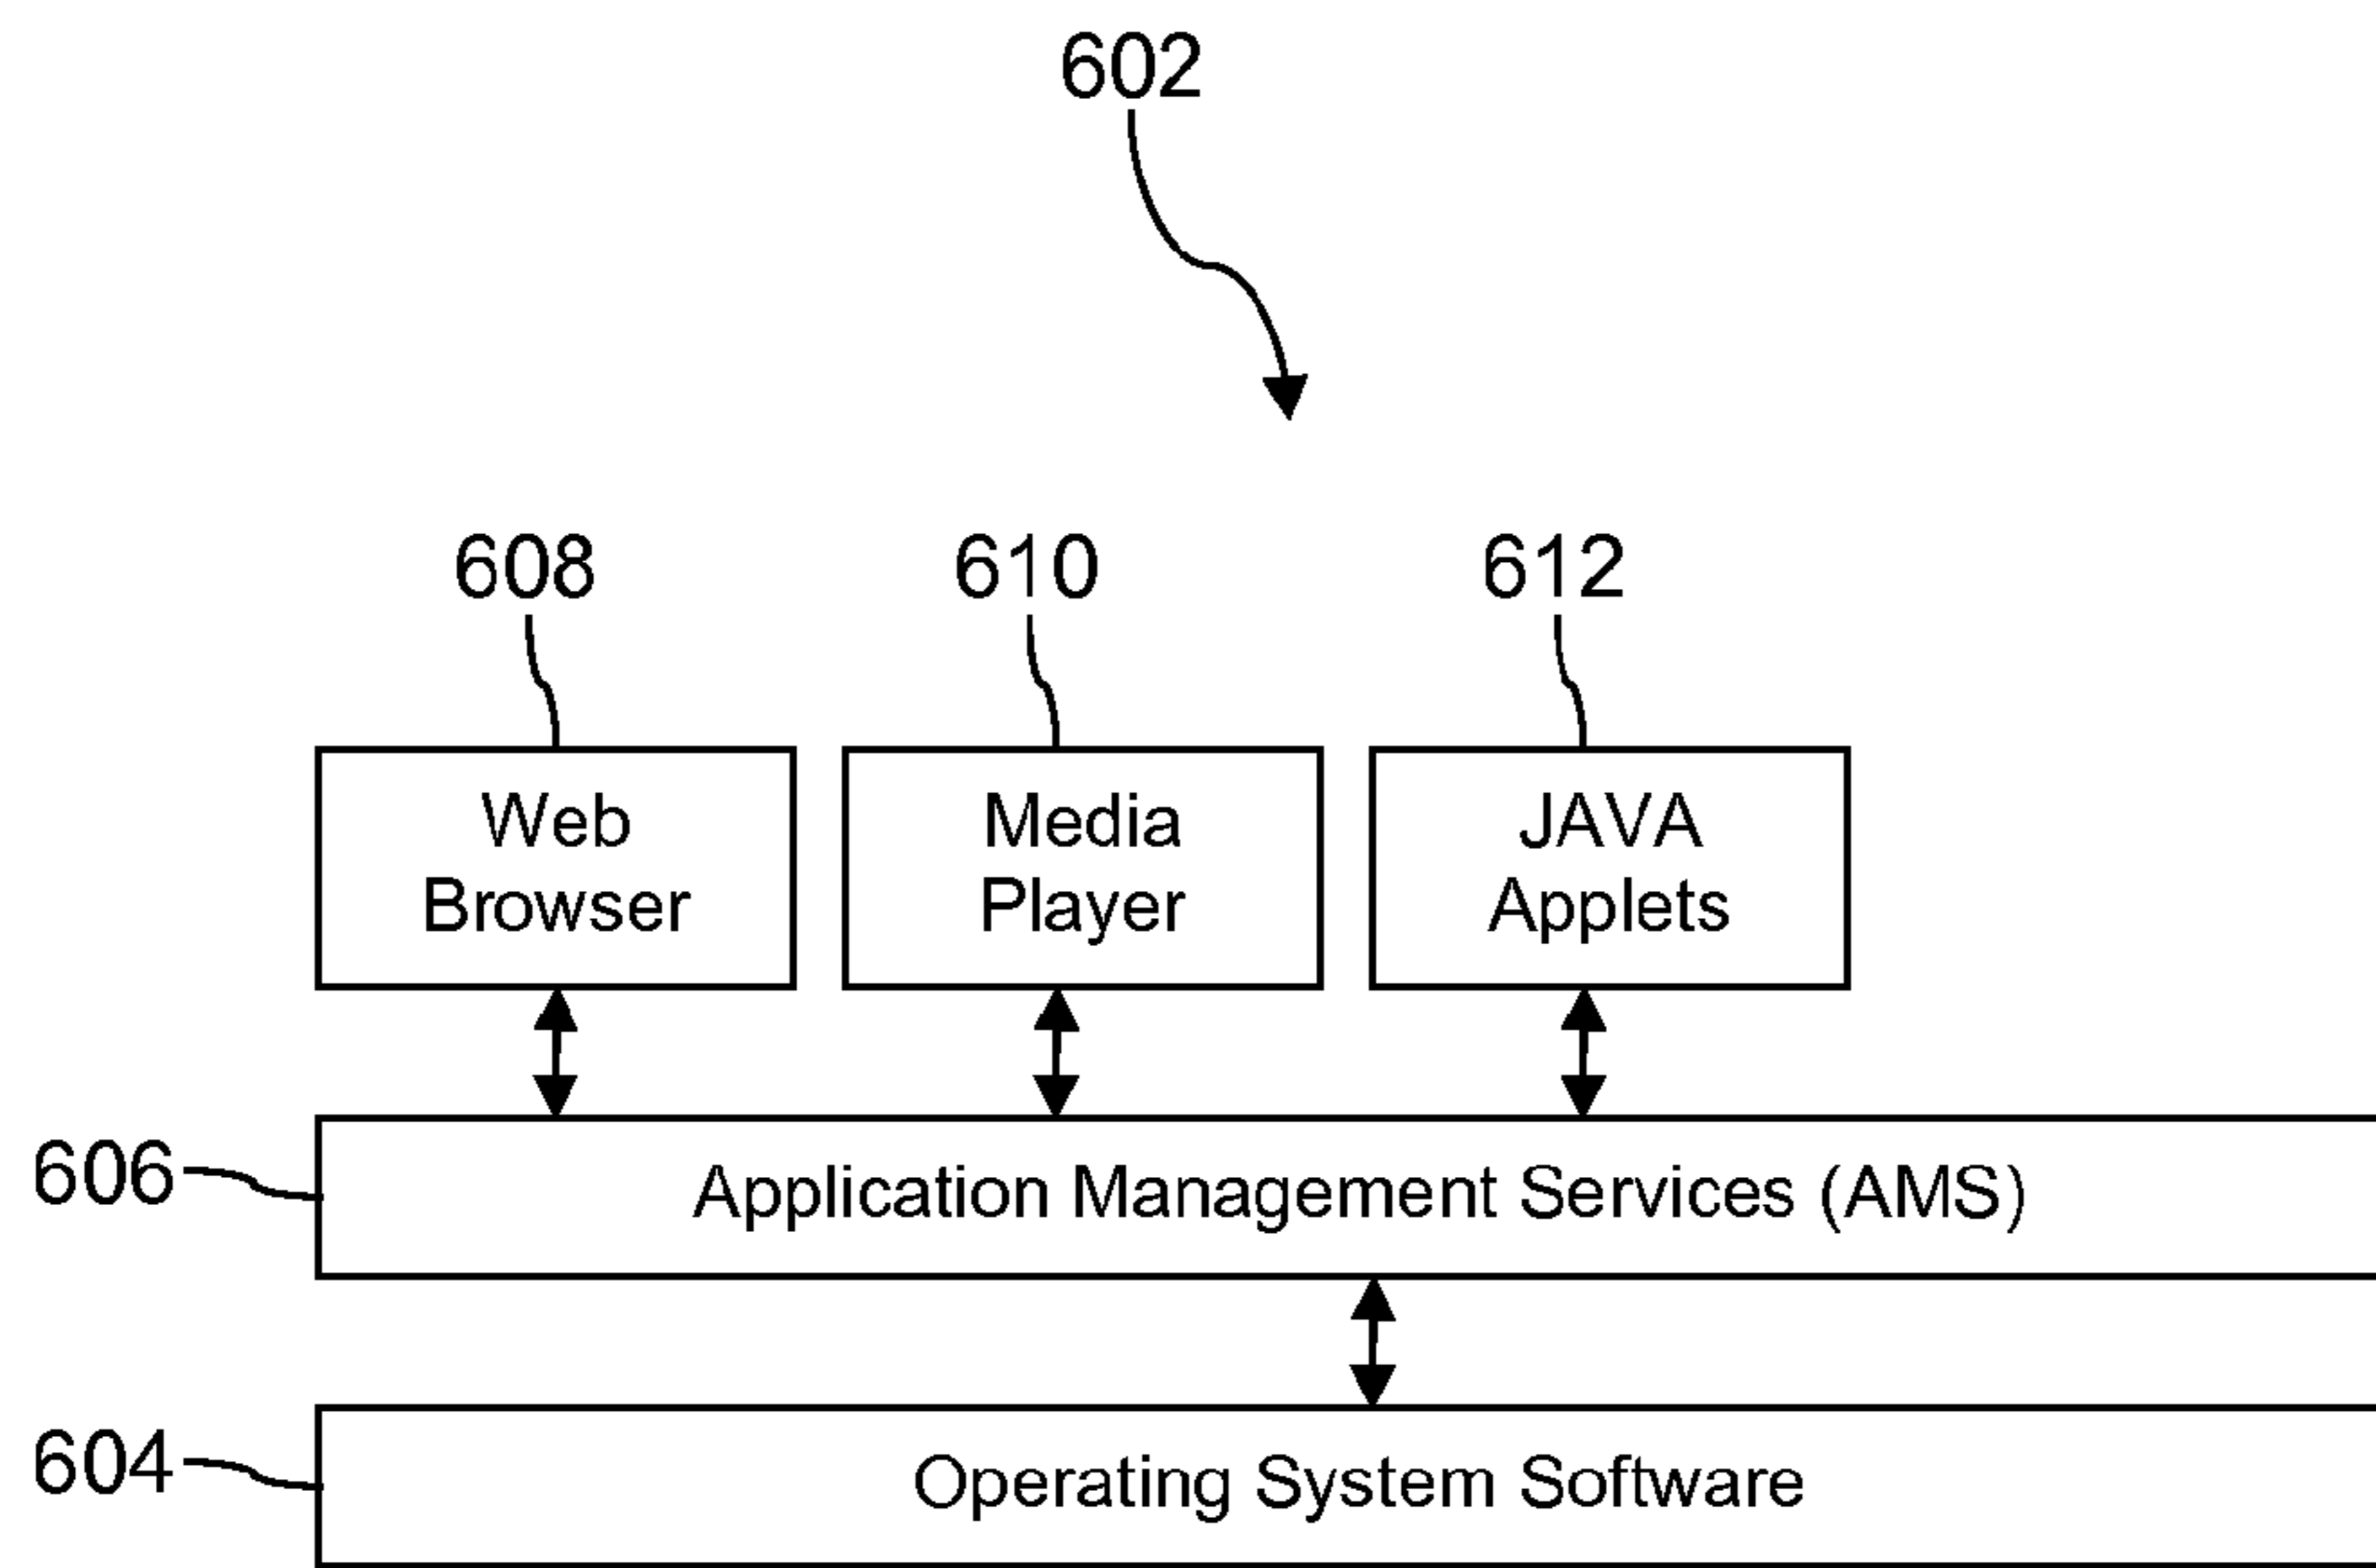 602
608
610
612
Web
Browser
Media
Player
JAVA
Applets
606
Application Management Services (AMS)
604
Operating System Software